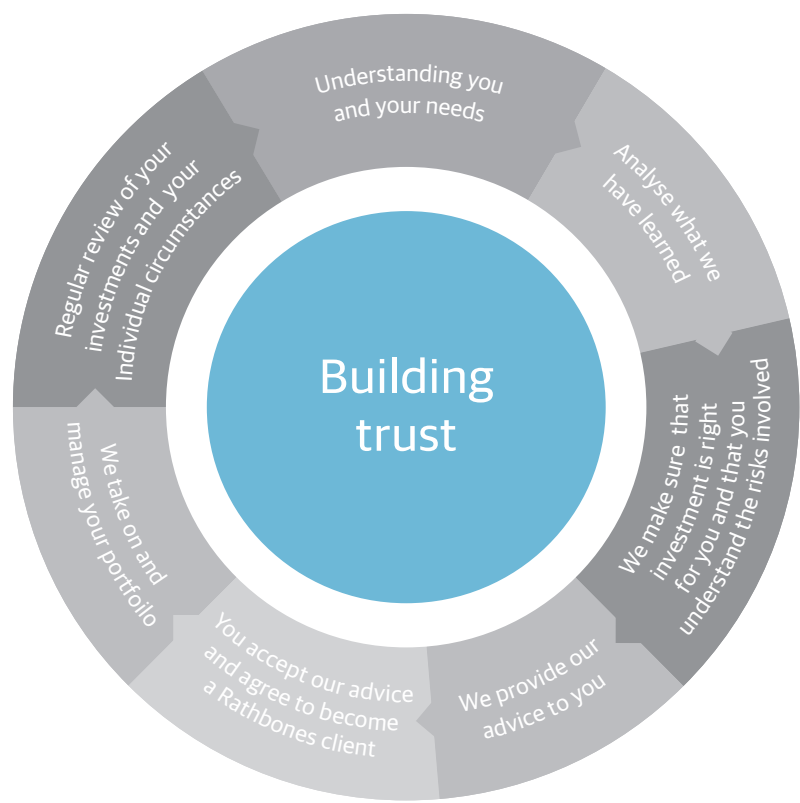 Building
trust
Understanding you
and your needs
Analyse what we
have learned
We make sure that
investment is right
for you and that you
understand the risks involved
We provide our
advice to you
You accept our advice
and agree to become
a Rathbones client
We take on and
manage your portfoilo
Regular review of your
investments and your
Individual circumstances